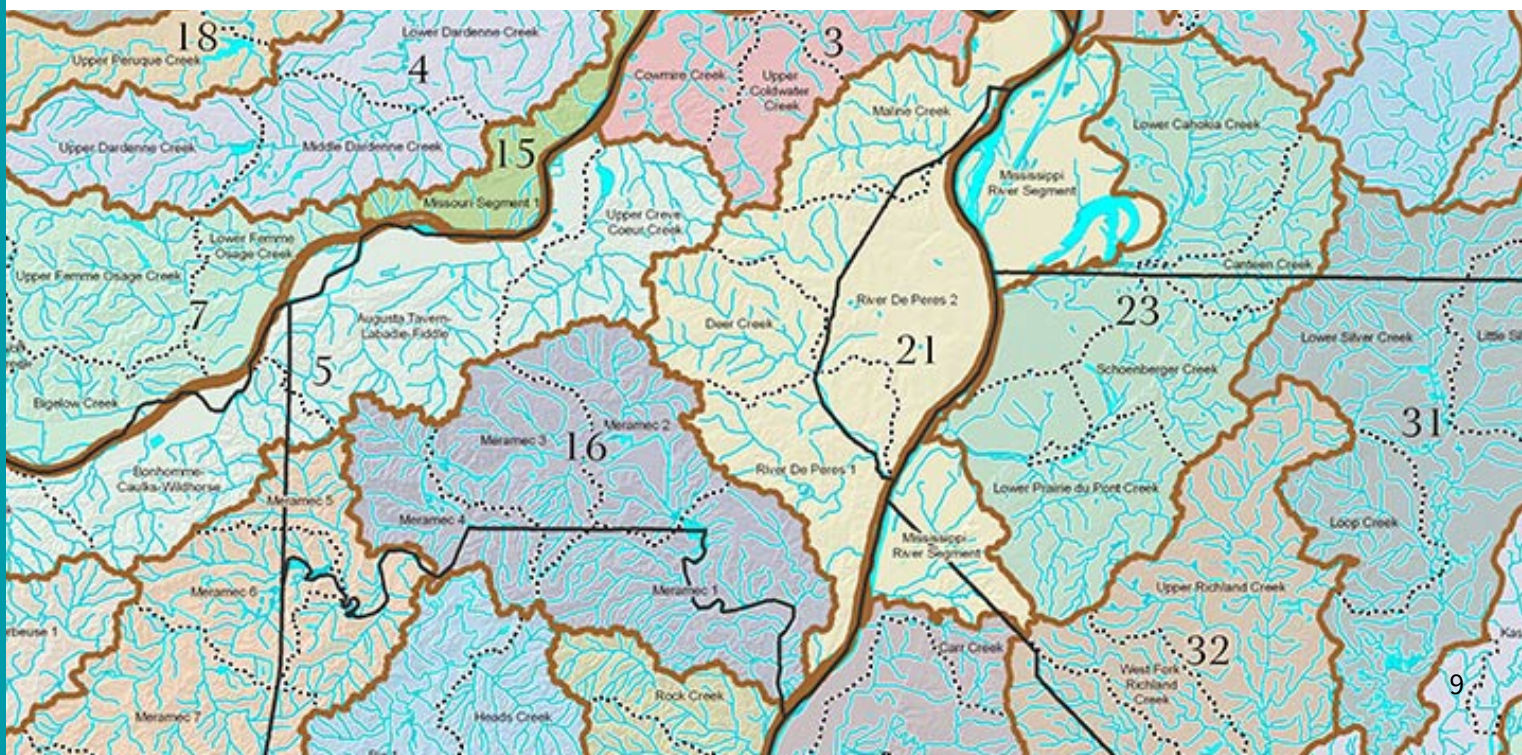 18
Upper Peruque Creek
Lower Dardenne Creek
4
Upper Dardenne Creek
Middle Dardenne Creek
15
Missouri Segment 1
Cowmire Creek
3
Upper
Coldwater
Creek
Maline Creek
Lower Cahokia Creek
Mississippi
River Segment
Upper Creve
Coeur Creek
Lower Femme
Osage Creek
Upper Femme Osage Creek
7
Canteen Creek
Augusta Tavern-
Labadie-Fiddle
River De Peres 2
23
Deer Creek
21
Lower Silver Creek
Little
5
Schoenberger Creek
Bigelow Creek
31
Meramec 3
16
Meramec 2
Bonhomme-
Caulks-Wildhorse
River De Peres 1
Lower Prairie du Pont Creek
Meramec 5
Meramec 4
Loop Creek
Mississippi
River Segment
Meramec 6
Meramec 1
Upper Richland Creek
32
Carr Creek
West Fork
Richland
Creek
9
Rock Creek
Meramec 7
Heads Creek